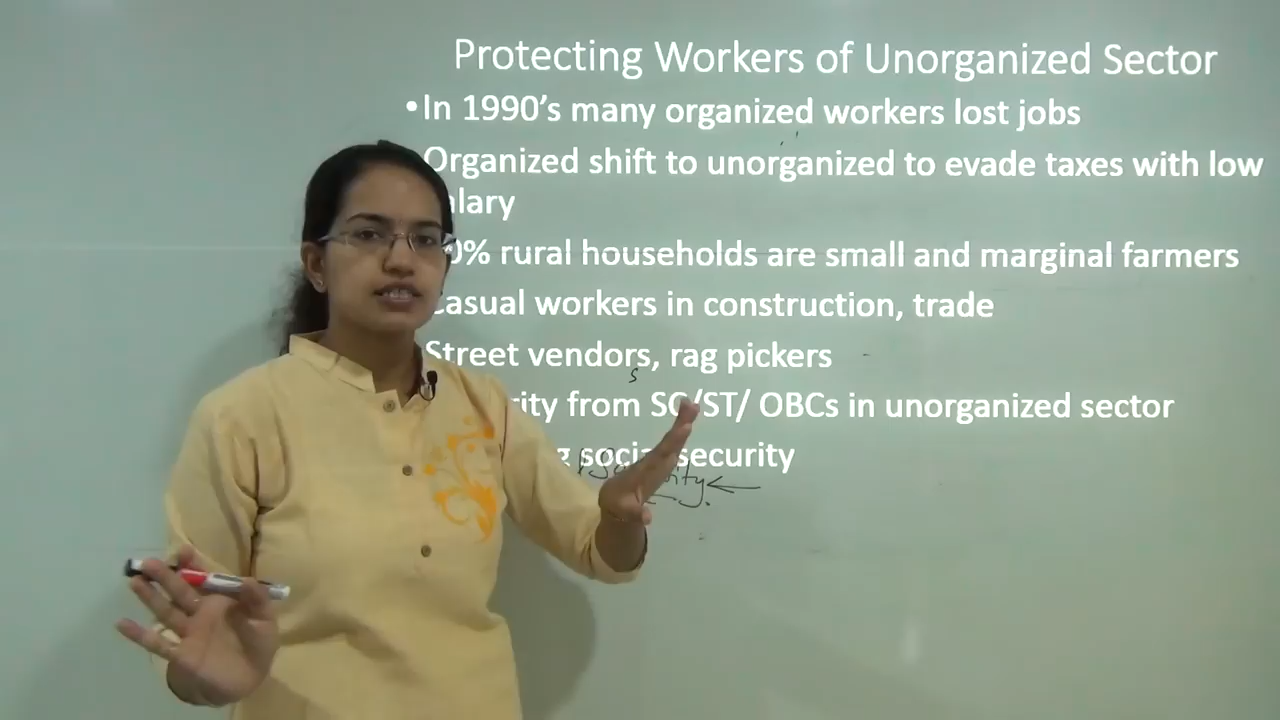 Protecting Workers of Unorganized Sector
•In 1990's many organized workers lost jobs
Organized shift to unorganized to evade taxes with low
alary
0% rural households are small and marginal farmers
Casual workers in construction, trade
Street vendors, rag pickers
s
rity from SC/ST/ OBCs in unorganized sector
g social security